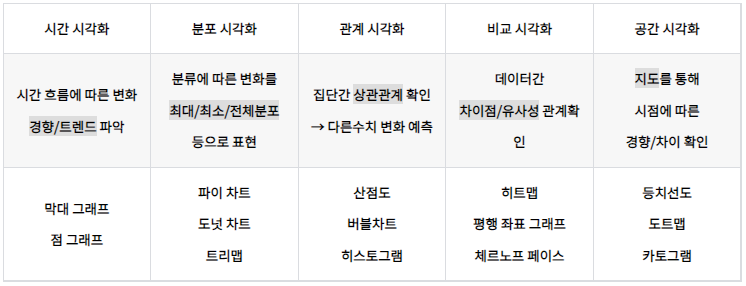 시간 시각화
분포 시각화
관계 시각화
비교 시각화
공간 시각화
시간 흐름에 따른 변화
경향/트렌드 파악
분류에 따른 변화를
최대/최소/전체분포
등으로 표현
집단간 상관관계 확인
→ 다른수치 변화 예측
데이터간
차이점/유사성 관계확
인
지도를 통해
시점에 따른
경향/차이 확인
막대 그래프
점 그래프
파이 차트
도넛 차트
트리맵
산점도
버블차트
히스토그램
히트맵
평행 좌표 그래프
체르노프 페이스
등치선도
도트맵
카토그램